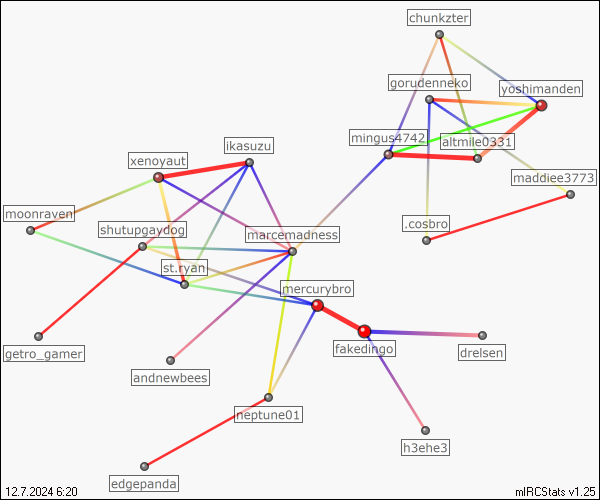 chunkzter
gorudenneko
yoshimanden
mingus4742
altmile0331
ikasuzu
xenoyaut
maddiee3773
moonraven
shutupgaydog
marcemadness
.cosbro
st.ryan
mercurybro
getro_gamer
fakedingo
drelsen
andnewbees
neptune01
h3ehe3
edgepanda
12.7.2024 6:20
mIRCStats v1.25